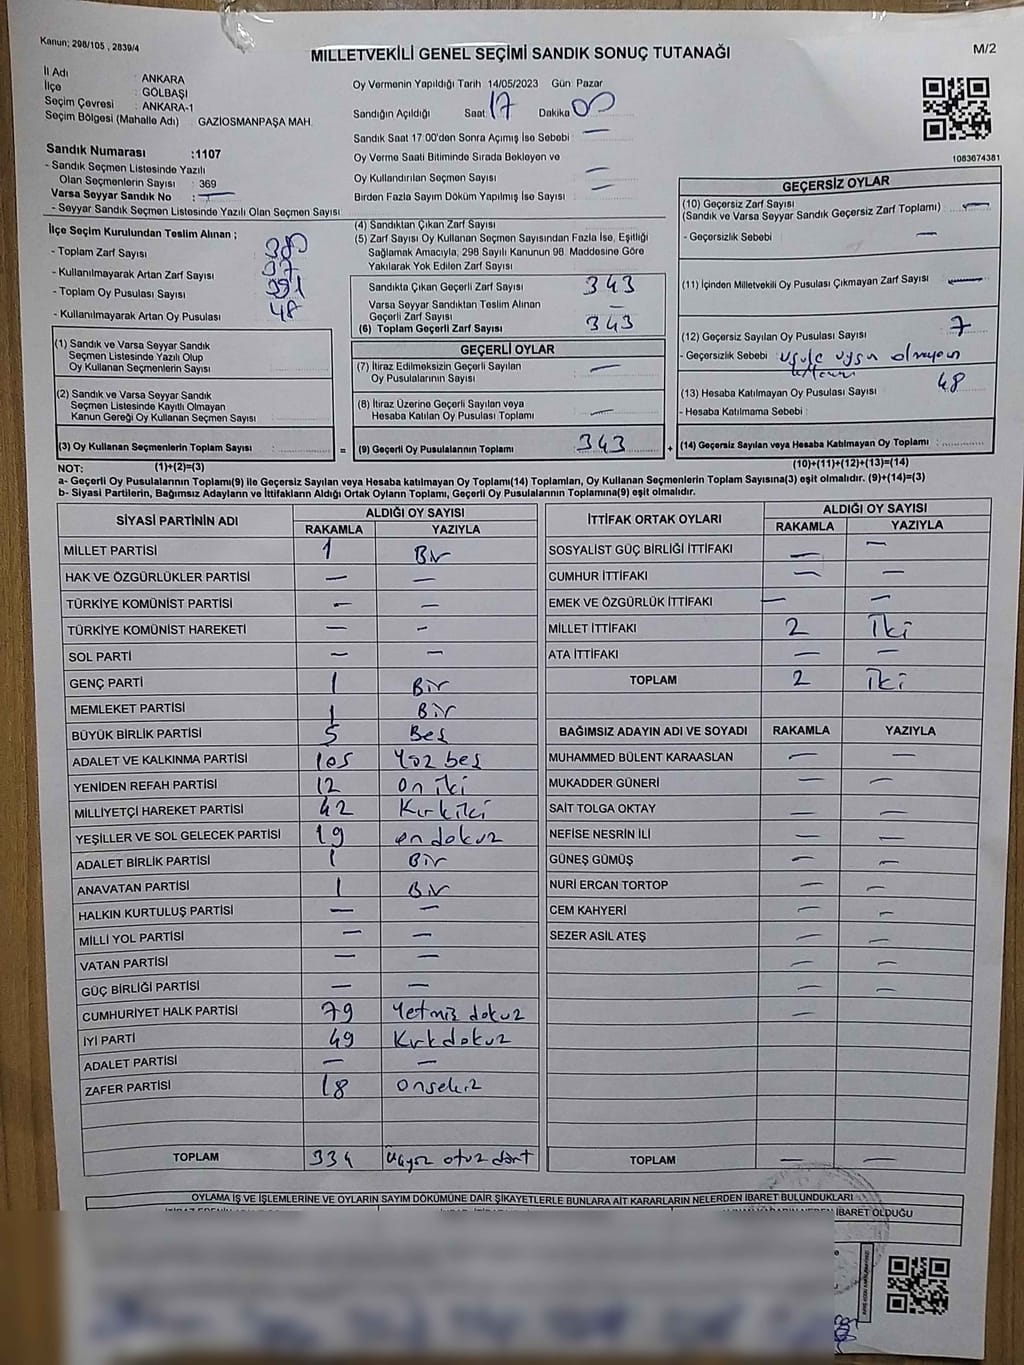 Kanun; 298/105 , 2839/4
MİLLETVEKİLİ GENEL SEÇİMİ SANDIK SONUÇ TUTANAĞI
M/2
İl Adı : ANKARA
İlçe : GÖLBAŞI
Seçim Çevresi : ANKARA-1
Seçim Bölgesi (Mahalle Adı) : GAZİOSMANPAŞA MAH.
Sandık Numarası :1107
- Sandık Seçmen Listesinde Yazılı
Olan Seçmenlerin Sayısı : 369
Varsa Seyyar Sandık No : —
- Seyyar Sandık Seçmen Listesinde Yazılı Olan Seçmen Sayısı
Oy Vermenin Yapıldığı Tarih 14/05/2023 Gün Pazar
Sandığın Açıldığı Saat 17 Dakika 00
Sandık Saat 17:00'den Sonra Açımış İse Sebebi : —
Oy Verme Saati Bitiminde Sırada Bekleyen ve
Oy Kullandırılan Seçmen Sayısı : —
Birden Fazla Sayım Döküm Yapılmış İse Sayısı : —
1083674381
İlçe Seçim Kurulundan Teslim Alınan ;
- Toplam Zarf Sayısı : 380
- Kullanılmayarak Artan Zarf Sayısı : 37
- Toplam Oy Pusulası Sayısı : 391
- Kullanılmayarak Artan Oy Pusulası : 48
(1) Sandık ve Varsa Seyyar Sandık
Seçmen Listesinde Yazılı Olup
Oy Kullanan Seçmenlerin Sayısı :
(2) Sandık ve Varsa Seyyar Sandık
Seçmen Listesinde Kayıtlı Olmayan
Kanun Gereği Oy Kullanan Seçmen Sayısı :
(3) Oy Kullanan Seçmenlerin Toplam Sayısı :
(4) Sandıktan Çıkan Zarf Sayısı
(5) Zarf Sayısı Oy Kullanan Seçmen Sayısından Fazla İse, Eşitliği
Sağlamak Amacıyla, 298 Sayılı Kanunun 98. Maddesine Göre
Yakılarak Yok Edilen Zarf Sayısı
Sandıkta Çıkan Geçerli Zarf Sayısı 343
Varsa Seyyar Sandıktan Teslim Alınan
Geçerli Zarf Sayısı : —
(6) Toplam Geçerli Zarf Sayısı 343
GEÇERLİ OYLAR
(7) İtiraz Edilmeksizin Geçerli Sayılan
Oy Pusulalarının Sayısı —
(8) İtiraz Üzerine Geçerli Sayılan veya
Hesaba Katılan Oy Pusulası Toplamı —
= (9) Geçerli Oy Pusulalarının Toplamı 343 +
GEÇERSİZ OYLAR
(10) Geçersiz Zarf Sayısı
(Sandık ve Varsa Seyyar Sandık Geçersiz Zarf Toplamı) : —
- Geçersizlik Sebebi : —
(11) İçinden Milletvekili Oy Pusulası Çıkmayan Zarf Sayısı : —
(12) Geçersiz Sayılan Oy Pusulası Sayısı : 7
- Geçersizlik Sebebi : usule uygun olmayan
(13) Hesaba Katılmayan Oy Pusulası Sayısı : 48
- Hesaba Katılmama Sebebi :
(14) Geçersiz Sayılan veya Hesaba Katılmayan Oy Toplamı :
NOT: (1)+(2)=(3) (10)+(11)+(12)+(13)=(14)
a- Geçerli Oy Pusulalarının Toplamı(9) ile Geçersiz Sayılan veya Hesaba katılmayan Oy Toplamı(14) Toplamları, Oy Kullanan Seçmenlerin Toplam Sayısına(3) eşit olmalıdır. (9)+(14)=(3)
b- Siyasi Partilerin, Bağımsız Adayların ve İttifakların Aldığı Ortak Oyların Toplamı, Geçerli Oy Pusulalarının Toplamına(9) eşit olmalıdır.
SİYASİ PARTİNİN ADI ALDIĞI OY SAYISI
RAKAMLA YAZIYLA
MİLLET PARTİSİ 1 Bir
HAK VE ÖZGÜRLÜKLER PARTİSİ — —
TÜRKİYE KOMÜNİST PARTİSİ — —
TÜRKİYE KOMÜNİST HAREKETİ — —
SOL PARTİ — —
GENÇ PARTİ 1 Bir
MEMLEKET PARTİSİ 1 Bir
BÜYÜK BİRLİK PARTİSİ 5 Beş
ADALET VE KALKINMA PARTİSİ 105 Yüz beş
YENİDEN REFAH PARTİSİ 12 On iki
MİLLİYETÇİ HAREKET PARTİSİ 42 Kırk iki
YEŞİLLER VE SOL GELECEK PARTİSİ 19 on dokuz
ADALET BİRLİK PARTİSİ 1 Bir
ANAVATAN PARTİSİ 1 Bir
HALKIN KURTULUŞ PARTİSİ — —
MİLLİ YOL PARTİSİ — —
VATAN PARTİSİ — —
GÜÇ BİRLİĞİ PARTİSİ — —
CUMHURİYET HALK PARTİSİ 79 Yetmiş dokuz
İYİ PARTİ 49 Kırk dokuz
ADALET PARTİSİ — —
ZAFER PARTİSİ 18 Onsekiz
TOPLAM 334 Üçyüz otuz dört
İTTİFAK ORTAK OYLARI ALDIĞI OY SAYISI
RAKAMLA YAZIYLA
SOSYALİST GÜÇ BİRLİĞİ İTTİFAKI — —
CUMHUR İTTİFAKI — —
EMEK VE ÖZGÜRLÜK İTTİFAKI — —
MİLLET İTTİFAKI 2 İki
ATA İTTİFAKI — —
TOPLAM 2 iki
BAĞIMSIZ ADAYIN ADI VE SOYADI RAKAMLA YAZIYLA
MUHAMMED BÜLENT KARAASLAN — —
MUKADDER GÜNERİ — —
SAİT TOLGA OKTAY — —
NEFİSE NESRİN İLİ — —
GÜNEŞ GÜMÜŞ — —
NURİ ERCAN TORTOP — —
CEM KAHYERİ — —
SEZER ASİL ATEŞ — —
— —
— —
—
TOPLAM — —
OYLAMA İŞ VE İŞLEMLERİNE VE OYLARIN SAYIM DÖKÜMÜNE DAİR ŞİKAYETLERLE BUNLARA AİT KARARLARIN NELERDEN İBARET BULUNDUKLARI
NEDEN İBARET OLDUĞU